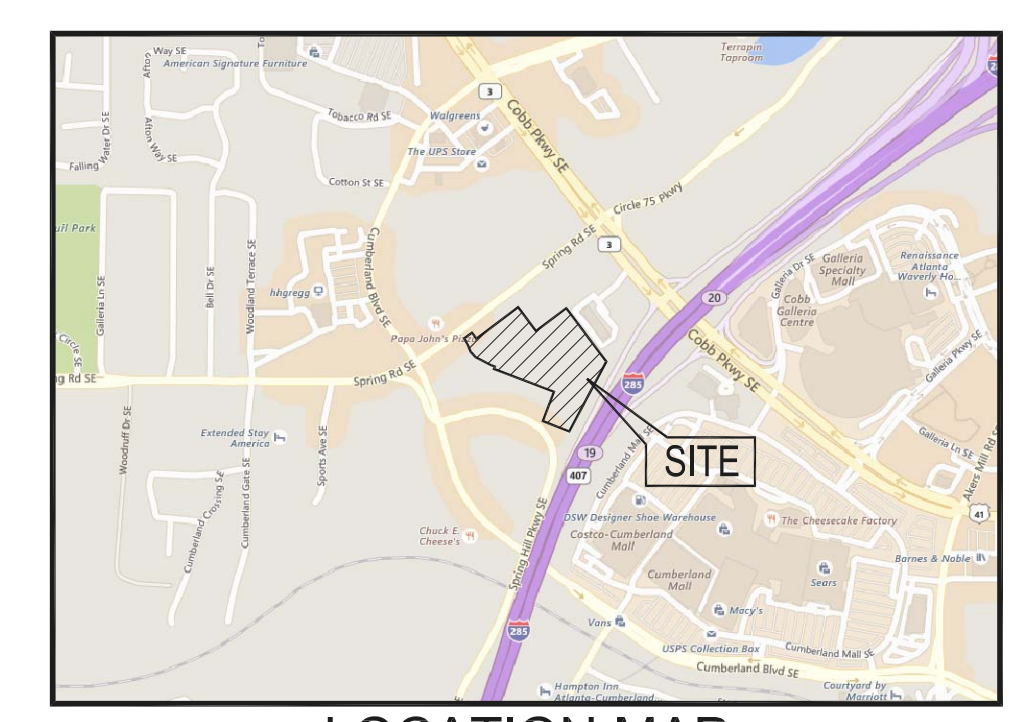 Way SE
American Signature Furniture
Terrapin
Taproom
3
Cobb Pkwy SE
Walgreens
Tobacco Rd SE
The UPS Store
Afton Way SE
Falling
Water Dr SE
Cotton St SE
Circle 75 Pkwy
Spring Rd SE
3
Galleria Ln SE
Bell Dr SE
Woodland Terrace SE
Cumberland Blvd SE
hhgregg
Galleria Dr SE
Galleria
Specialty
Mall
Renaissance
Atlanta
Waverly Ho...
20
Cobb
Galleria
Centre
Papa John's Pizza
Cobb Pkwy SE
Galleria Pkwy SE
Circle SE
ng Rd SE
Spring Rd SE
285
Woodruff Dr SE
Extended Stay
America
Sports Ave SE
Galleria Ln SE
Akers Mill Rd SE
SITE
19
407
Cumberland Mall SE
41
Cumberland Crossing SE
Cumberland Gate SE
Spring Hill Pkwy SE
DSW Designer Shoe Warehouse
Costco-Cumberland
Mall
The Cheesecake Factory
Chuck E.
Cheese's
Barnes & Noble
Cumberland
Mall
Sears
Macy's
Vans
285
USPS Collection Box
Cumberland Mall SE
Cumberland Blvd SE
Hampton Inn
Atlanta-Cumberland
Courtyard by
Marriott
LOCATION MAP